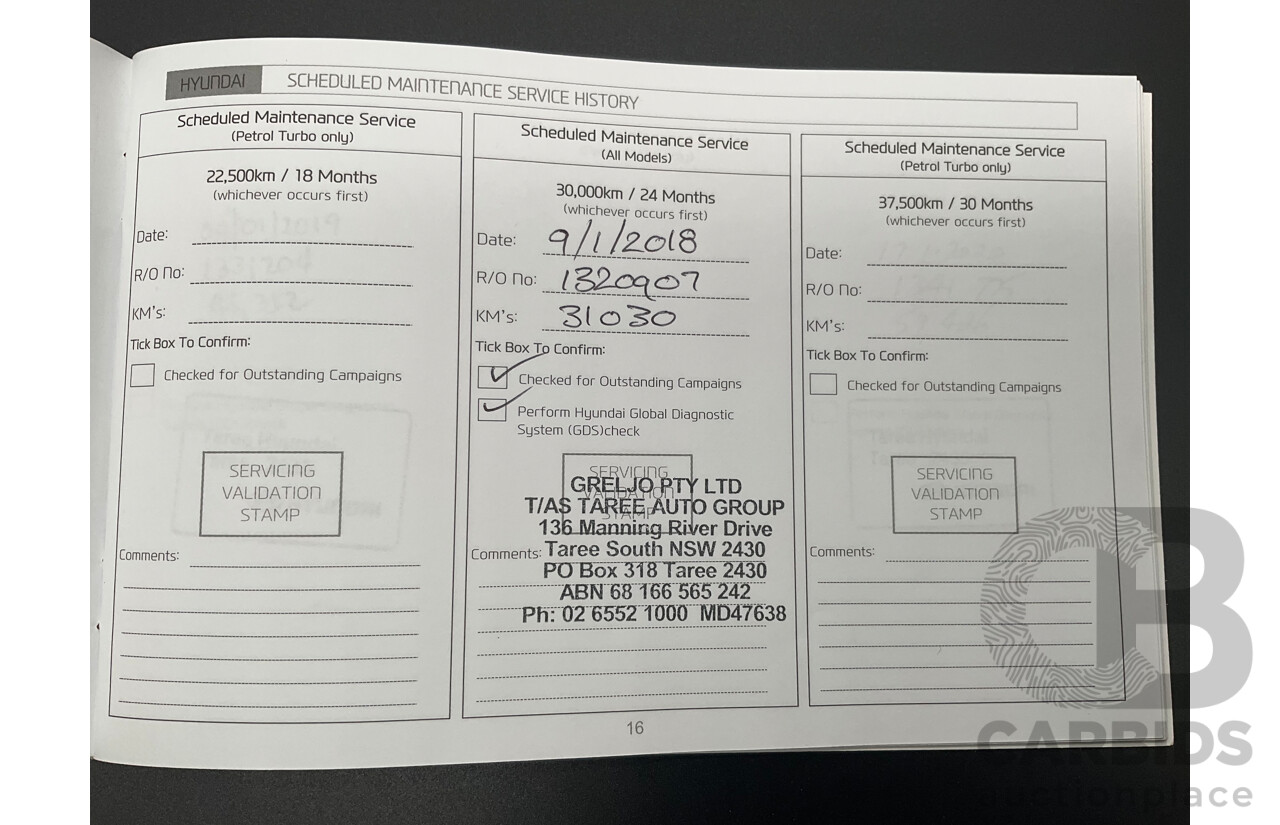 HYUNDAI SCHEDULED MAINTENANCE SERVICE HISTORY
Scheduled Maintenance Service
(Petrol Turbo only)
22,500km / 18 Months
(whichever occurs first)
Date:
R/O No:
KM's:
Tick Box To Confirm:
Checked for Outstanding Campaigns
SERVICING
VALIDATION
STAMP
Comments:
Scheduled Maintenance Service
(All Models)
30,000km / 24 Months
(whichever occurs first)
Date: 9/1/2018
R/O No: 1320907
KM's: 31030
Tick Box To Confirm:
Checked for Outstanding Campaigns
Perform Hyundai Global Diagnostic
System (GDS)check
SERVICING
VALIDATION
STAMP
GRELJO PTY LTD
T/AS TAREE AUTO GROUP
136 Manning River Drive
Comments: Taree South NSW 2430
PO Box 318 Taree 2430
ABN 68 166 565 242
Ph: 02 6552 1000 MD47638
Scheduled Maintenance Service
(Petrol Turbo only)
37,500km / 30 Months
(whichever occurs first)
Date:
R/O No:
KM's:
Tick Box To Confirm:
Checked for Outstanding Campaigns
SERVICING
VALIDATION
STAMP
Comments:
16
CB
CARBIDS
auctionplace